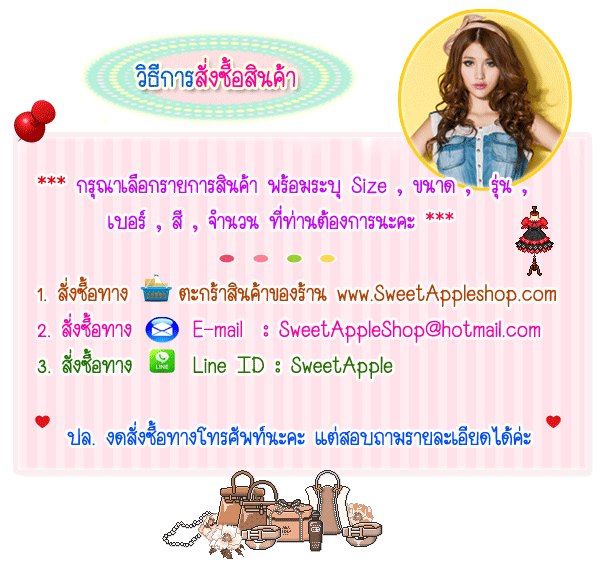 วิธีการสั่งซื้อสินค้า
*** กรุณาเลือกรายการสินค้า พร้อมระบุ Size , ขนาด , รุ่น ,
เบอร์ , สี , จำนวน ที่ท่านต้องการนะคะ ***
1. สั่งซื้อทาง ตะกร้าสินค้าของร้าน www.SweetAppleshop.com
2. สั่งซื้อทาง E-mail : SweetAppleShop@hotmail.com
3. สั่งซื้อทาง LINE Line ID : SweetApple
ปล. งดสั่งซื้อทางโทรศัพท์นะคะ แต่สอบถามรายละเอียดได้ค่ะ